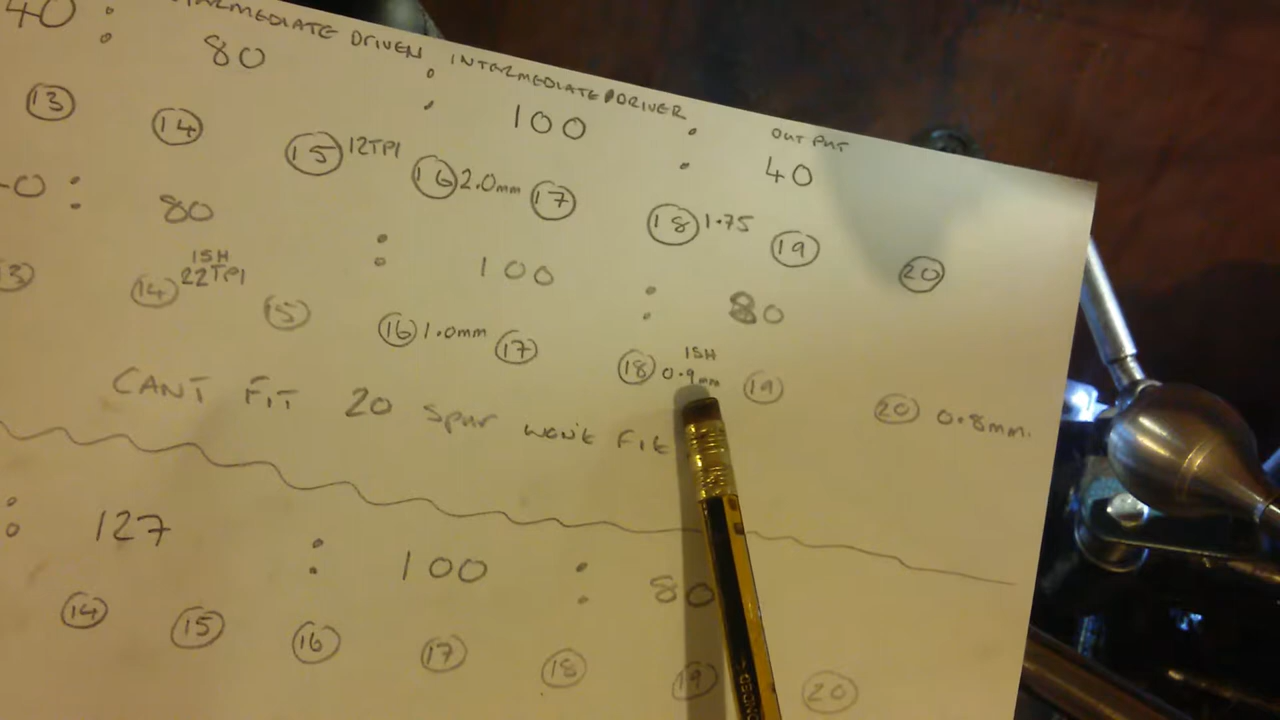 INTERMEDIATE DRIVEN INTERMEDIATE DRIVER OUTPUT
40 : 80 : 100 : 40
13 14 15 12TPI 16 2.0mm 17 18 1.75 19 20
: 80 : 100 : 80
14 ISH 22TPI 15 16 1.0mm 17 18 ISH 0.9mm 19 20 0.8mm.
CANT FIT 20 Spur won't FIt
: 127 : 100 : 80
14 15 16 17 18 19 20